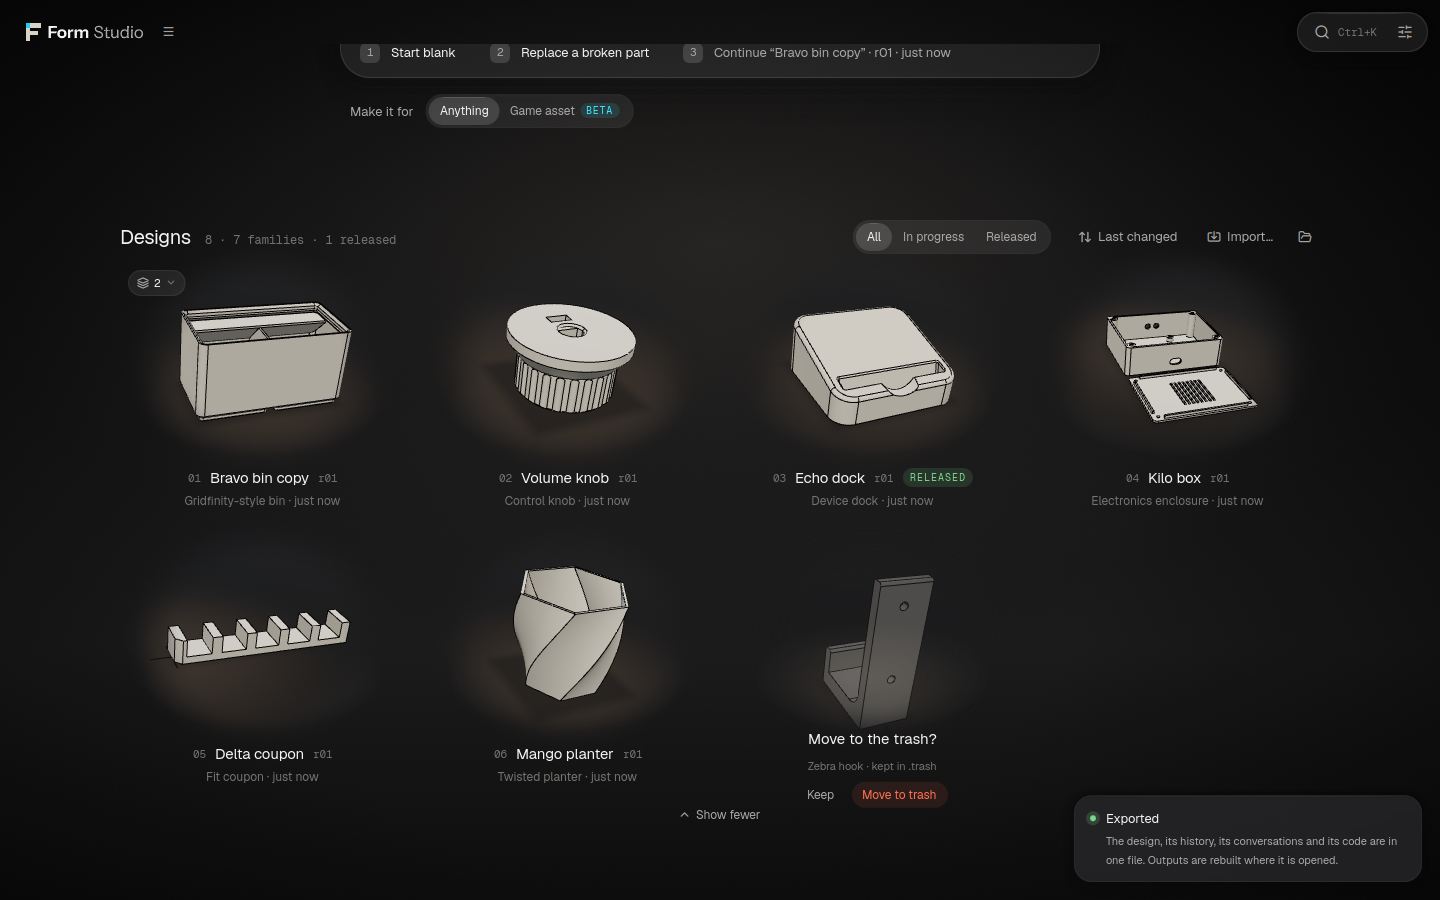 Form Studio
Ctrl+K
1 Start blank 2 Replace a broken part 3 Continue “Bravo bin copy” · r01 · just now
Make it for Anything Game asset BETA
Designs 8 · 7 families · 1 released
All In progress Released Last changed Import…
2
01 Bravo bin copy r01
Gridfinity-style bin · just now
02 Volume knob r01
Control knob · just now
03 Echo dock r01 RELEASED
Device dock · just now
04 Kilo box r01
Electronics enclosure · just now
05 Delta coupon r01
Fit coupon · just now
06 Mango planter r01
Twisted planter · just now
Move to the trash?
Zebra hook · kept in .trash
Keep Move to trash
Show fewer
Exported
The design, its history, its conversations and its code are in
one file. Outputs are rebuilt where it is opened.